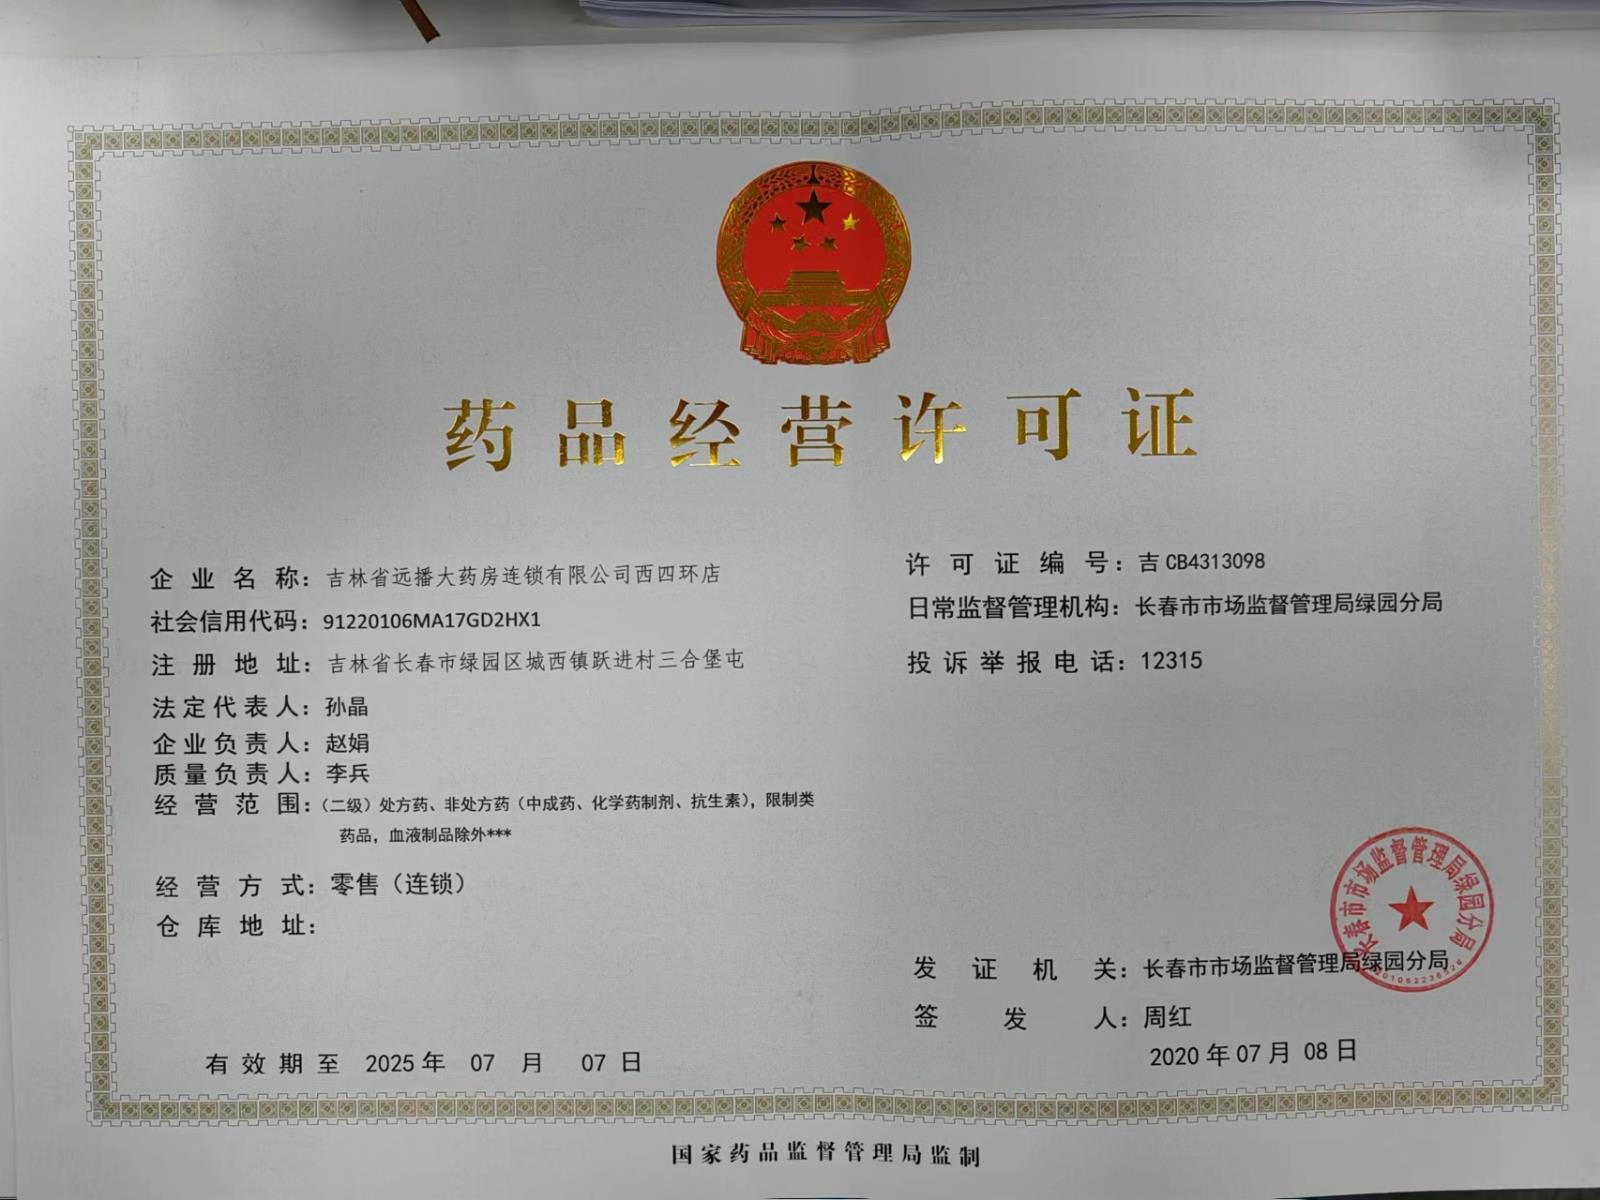 药品经营许可证
企业名称：吉林省远播大药房连锁有限公司西四环店
社会信用代码：91220106MA17GD2HX1
注册地址：吉林省长春市绿园区城西镇跃进村三合堡屯
法定代表人：孙晶
企业负责人：赵娟
质量负责人：李兵
经营范围：（二级）处方药、非处方药（中成药、化学药制剂、抗生素），限制类
药品，血液制品除外***
经营方式：零售（连锁）
仓库地址：
有效期至 2025年 07 月 07 日
许可证编号：吉CB4313098
日常监督管理机构：长春市市场监督管理局绿园分局
投诉举报电话：12315
长春市市场监督管理局绿园分局
发证机关：长春市市场监督管理局绿园分局
签发人：周红
2020年07月 08日
国家药品监督管理局监制